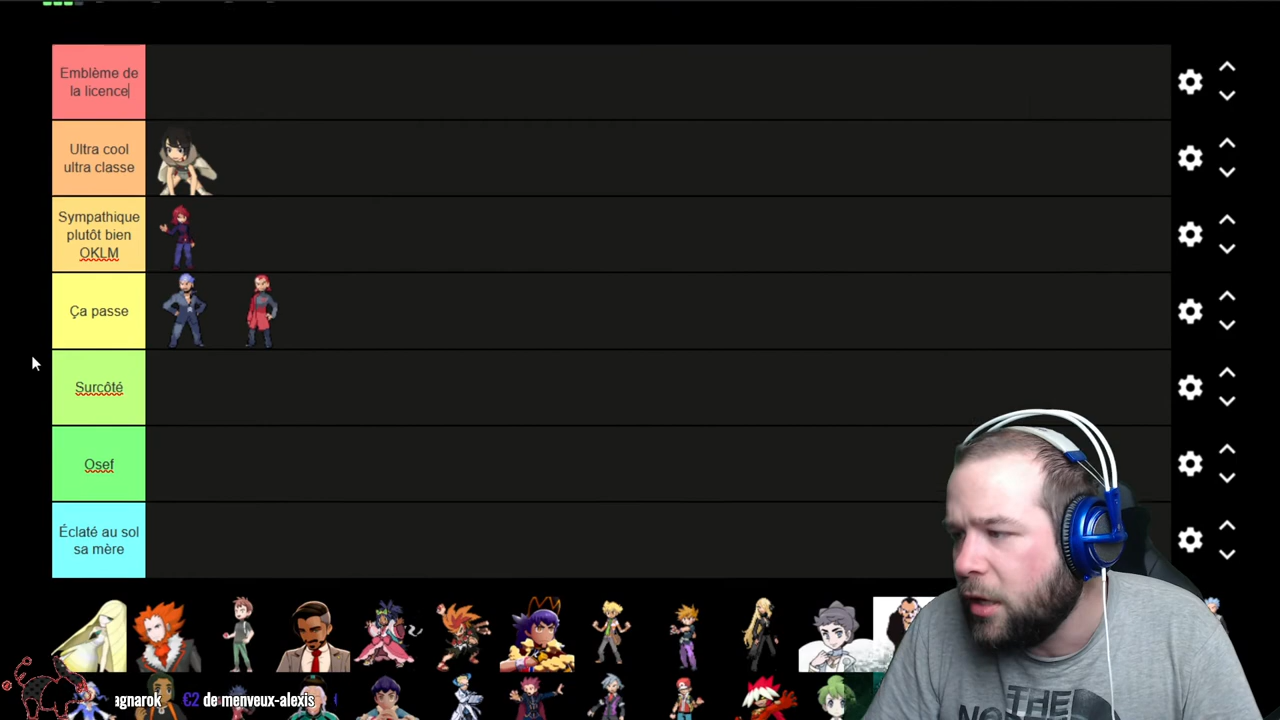 Emblème de
la licence
Ultra cool
ultra classe
Sympathique
plutôt bien
OKLM
Ça passe
Surcôté
Osef
Éclaté au sol
sa mère
agnarok €2 de menveux-alexis
THE